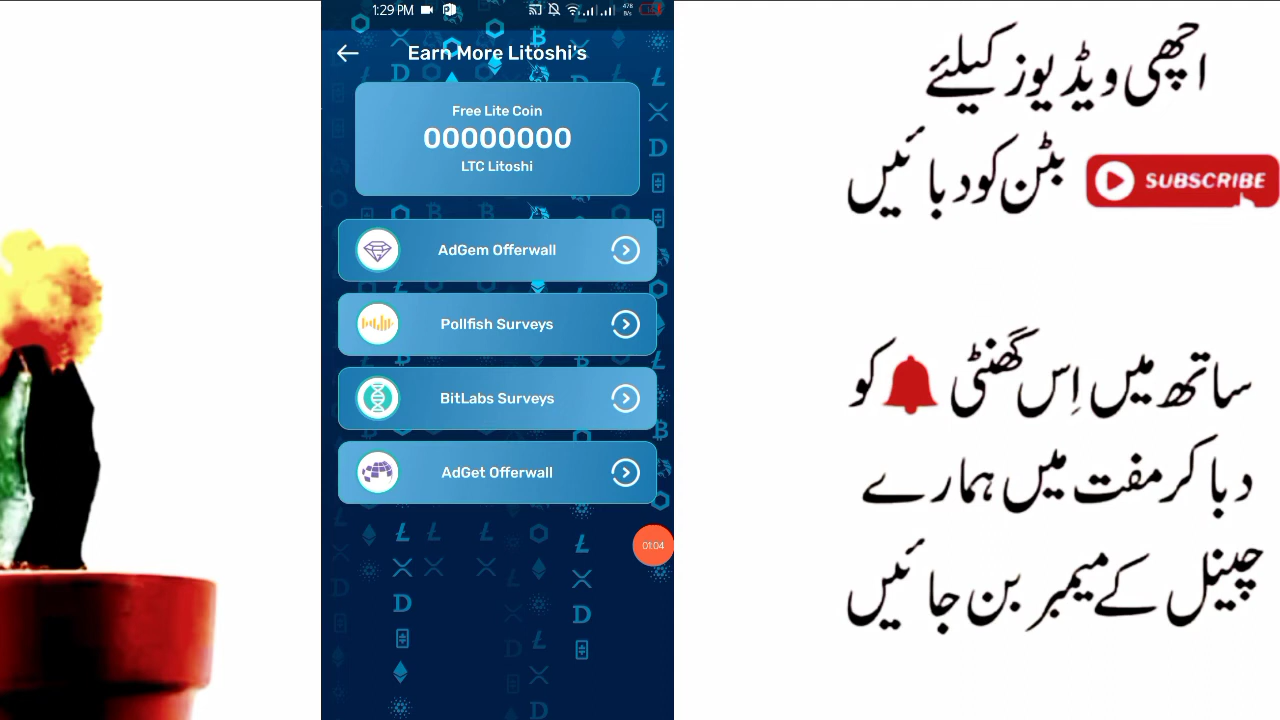 1:29 PM
478 B/s
Earn More Litoshi's
Free Lite Coin
00000000
LTC Litoshi
AdGem Offerwall
Pollfish Surveys
BitLabs Surveys
AdGet Offerwall
01:04
اچھی ویڈیوز کیلئے
بٹن کو دبائیں SUBSCRIBE
ساتھ میں اِس گھنٹی کو
دبا کر مفت میں ہمارے
چینل کے میمبر بن جائیں